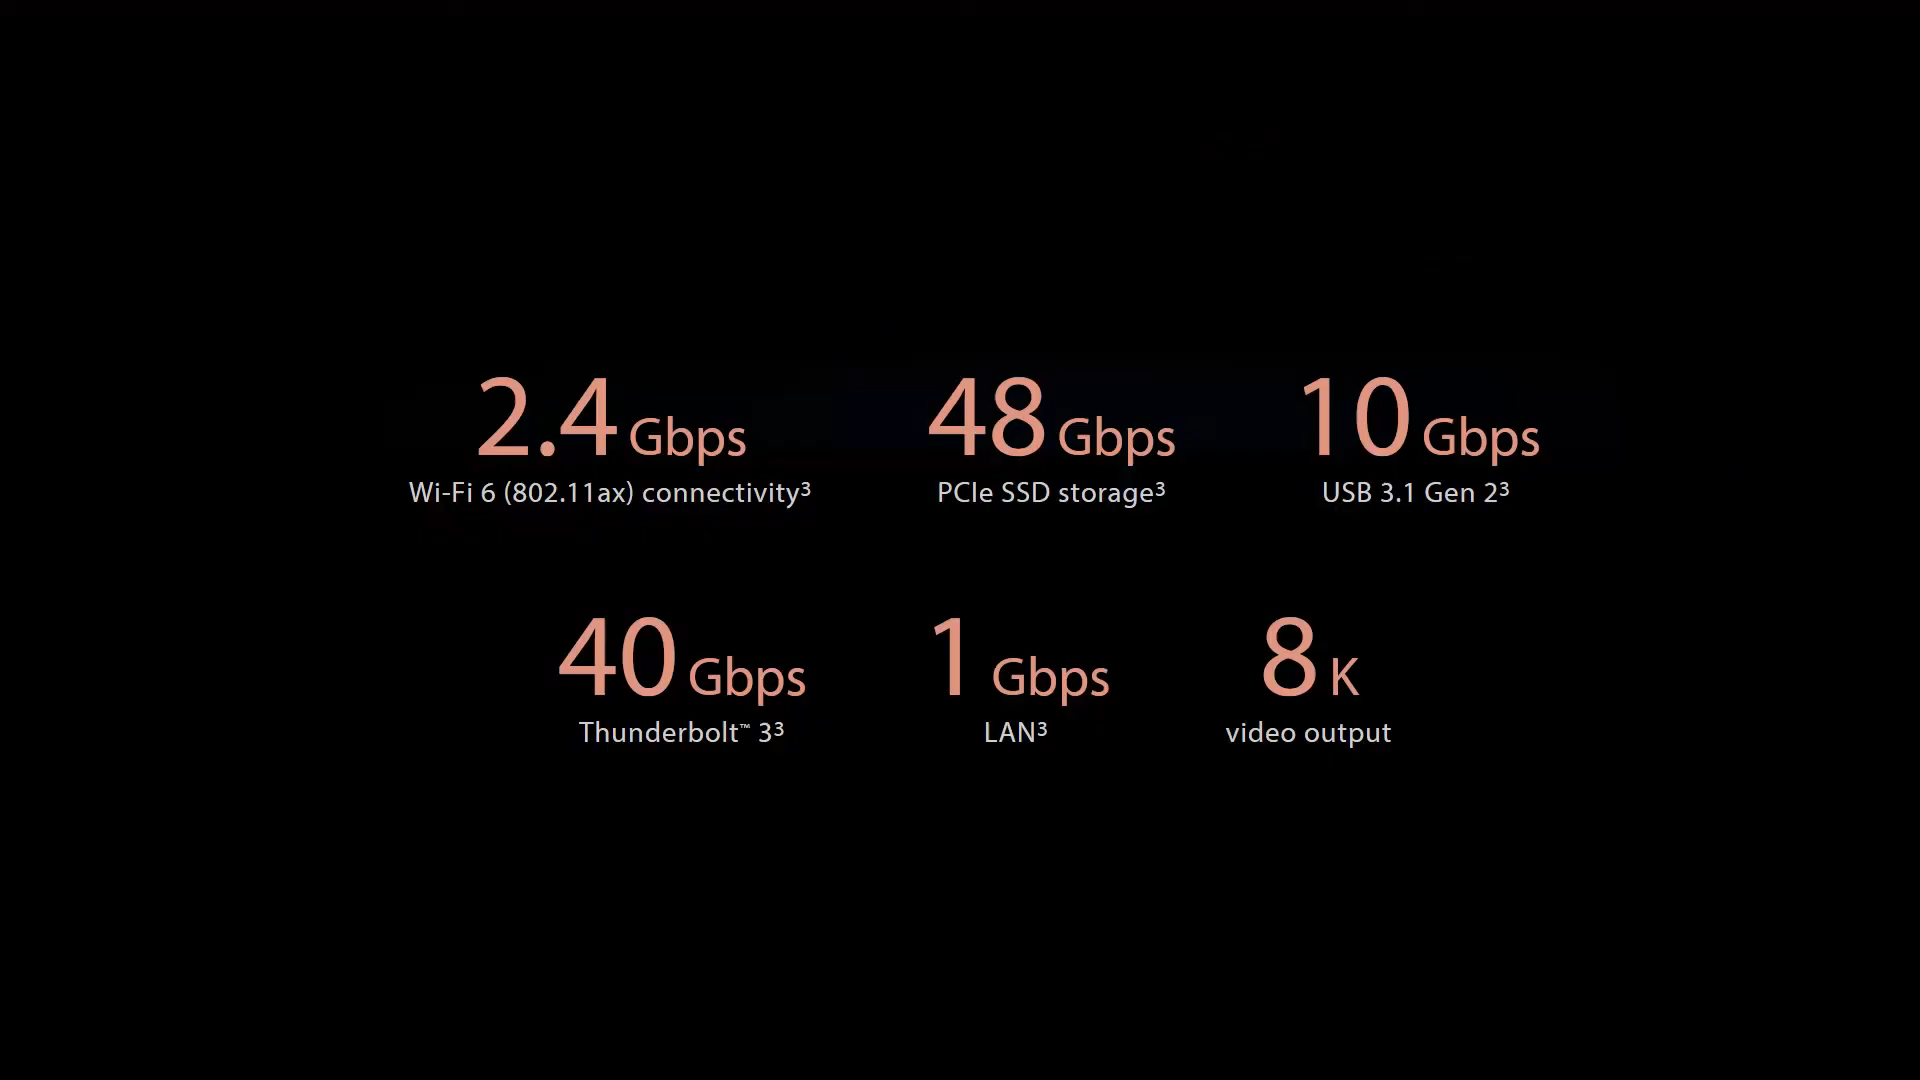 2.4 Gbps 48 Gbps 10 Gbps
Wi-Fi 6 (802.11ax) connectivity³ PCIe SSD storage³ USB 3.1 Gen 2³
40 Gbps 1 Gbps 8 K
Thunderbolt™ 3³ LAN³ video output